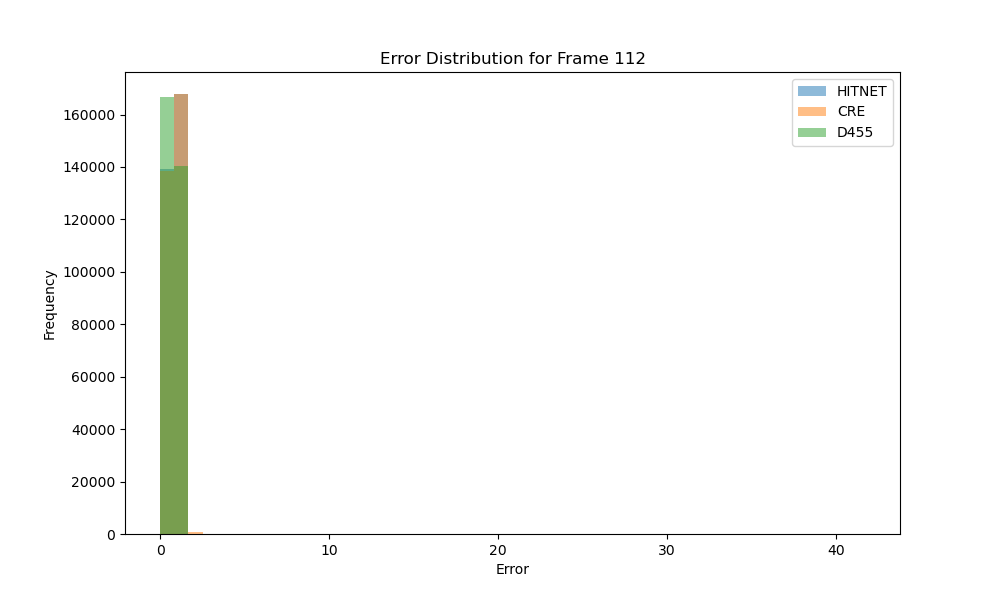 Error Distribution for Frame 112
HITNET
CRE
D455
160000
140000
120000
100000
80000
60000
40000
20000
0
Frequency
0 10 20 30 40
Error